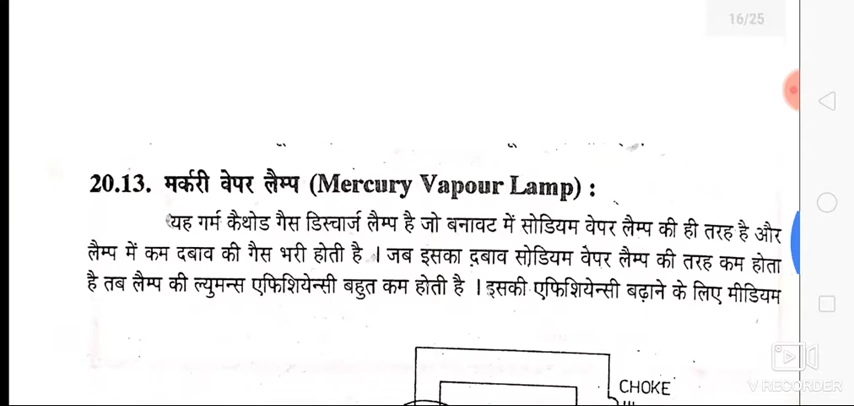 16/25
20.13. मर्करी वेपर लैम्प (Mercury Vapour Lamp) :
यह गर्म कैथोड गैस डिस्चार्ज लैम्प है जो बनावट में सोडियम वेपर लैम्प की ही तरह है और
लैम्प में कम दबाव की गैस भरी होती है । जब इसका द़बाव सोडियम वेपर लैम्प की तरह कम होता
है तब लैम्प की ल्युमन्स एफिशियेन्सी बहुत कम होती है । इसकी एफिशियेन्सी बढ़ाने के लिए मीडियम
CHOKE
V RECORDER